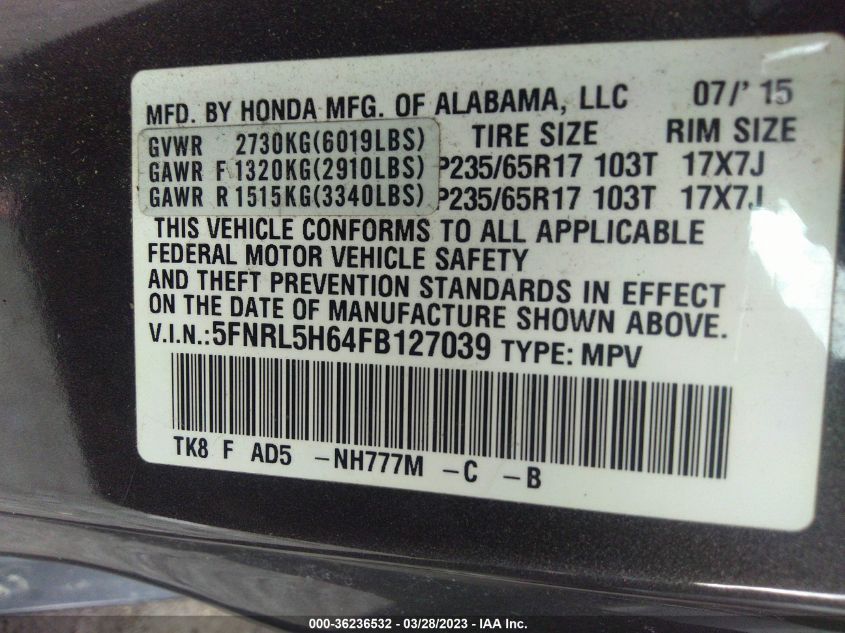 MFD. BY HONDA MFG. OF ALABAMA, LLC 07/' 15
GVWR 2730KG(6019LBS) TIRE SIZE RIM SIZE
GAWR F 1320KG(2910LBS) P235/65R17 103T 17X7J
GAWR R 1515KG(3340LBS) P235/65R17 103T 17X7J
THIS VEHICLE CONFORMS TO ALL APPLICABLE
FEDERAL MOTOR VEHICLE SAFETY
AND THEFT PREVENTION STANDARDS IN EFFECT
ON THE DATE OF MANUFACTURE SHOWN ABOVE.
V.I.N.:5FNRL5H64FB127039 TYPE: MPV
TK8 F AD5 -NH777M -C -B
000-36236532 — 03/28/2023 — IAA Inc.